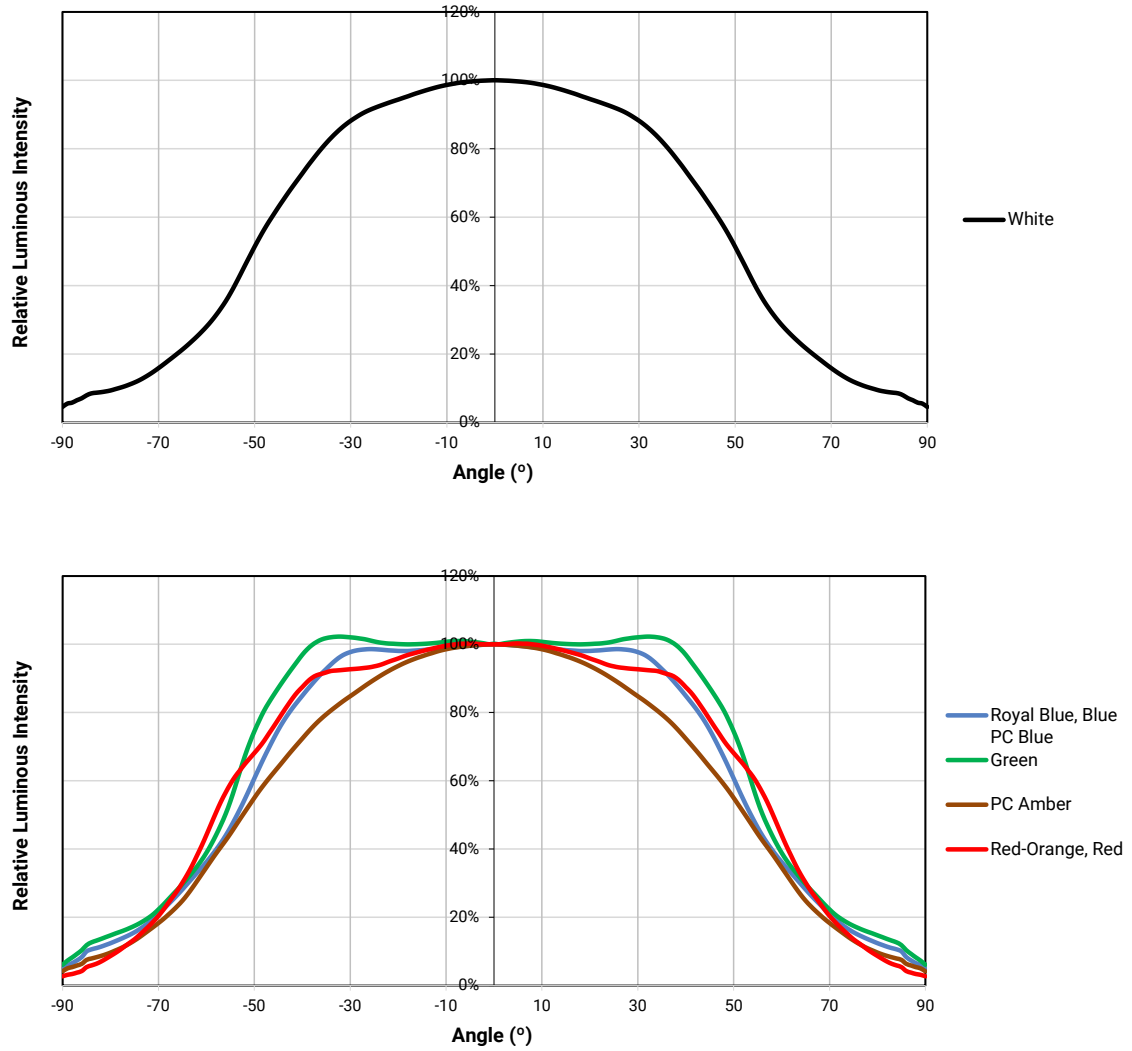 120%
100%
80%
60%
40%
20%
0%
-90 -70 -50 -30 -10 10 30 50 70 90
Relative Luminous Intensity
Angle (º)
White
120%
100%
80%
60%
40%
20%
0%
-90 -70 -50 -30 -10 10 30 50 70 90
Relative Luminous Intensity
Angle (º)
Royal Blue, Blue
PC Blue
Green
PC Amber
Red-Orange, Red